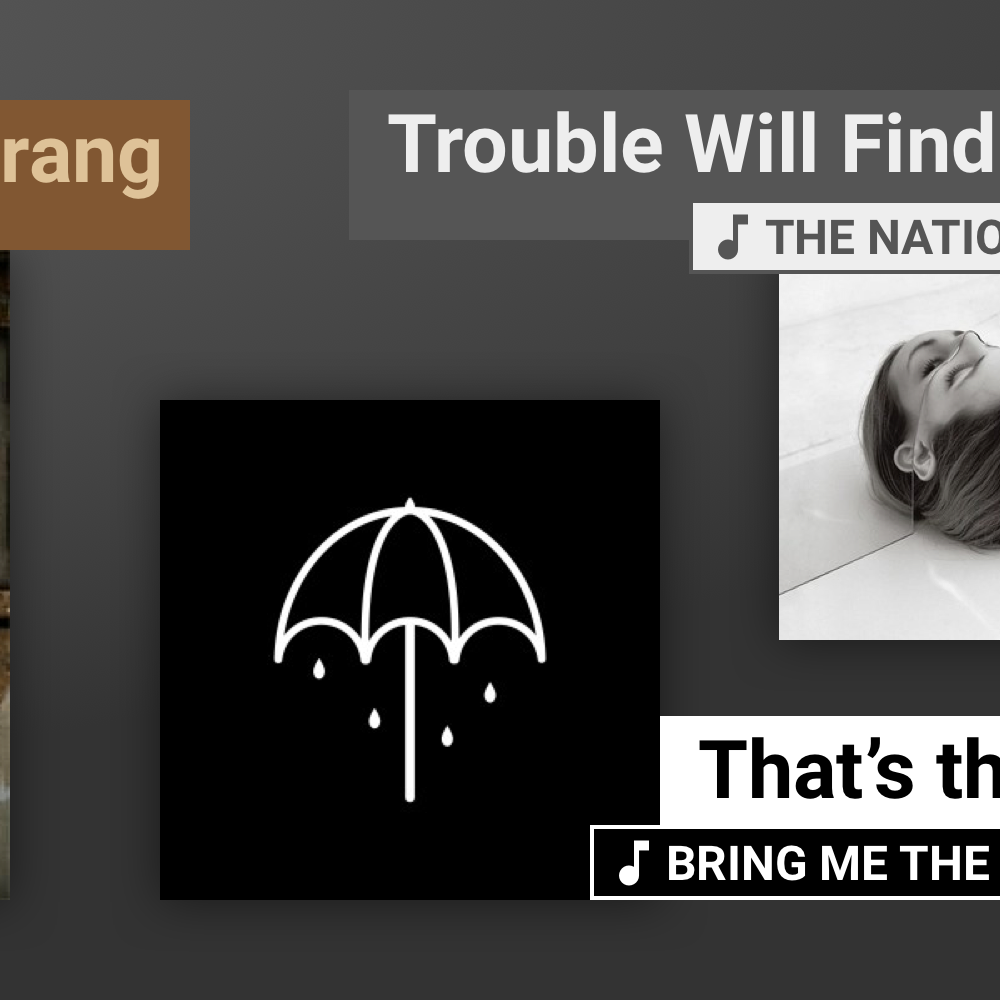 rang
Trouble Will Find
THE NATIO
That’s th
BRING ME THE